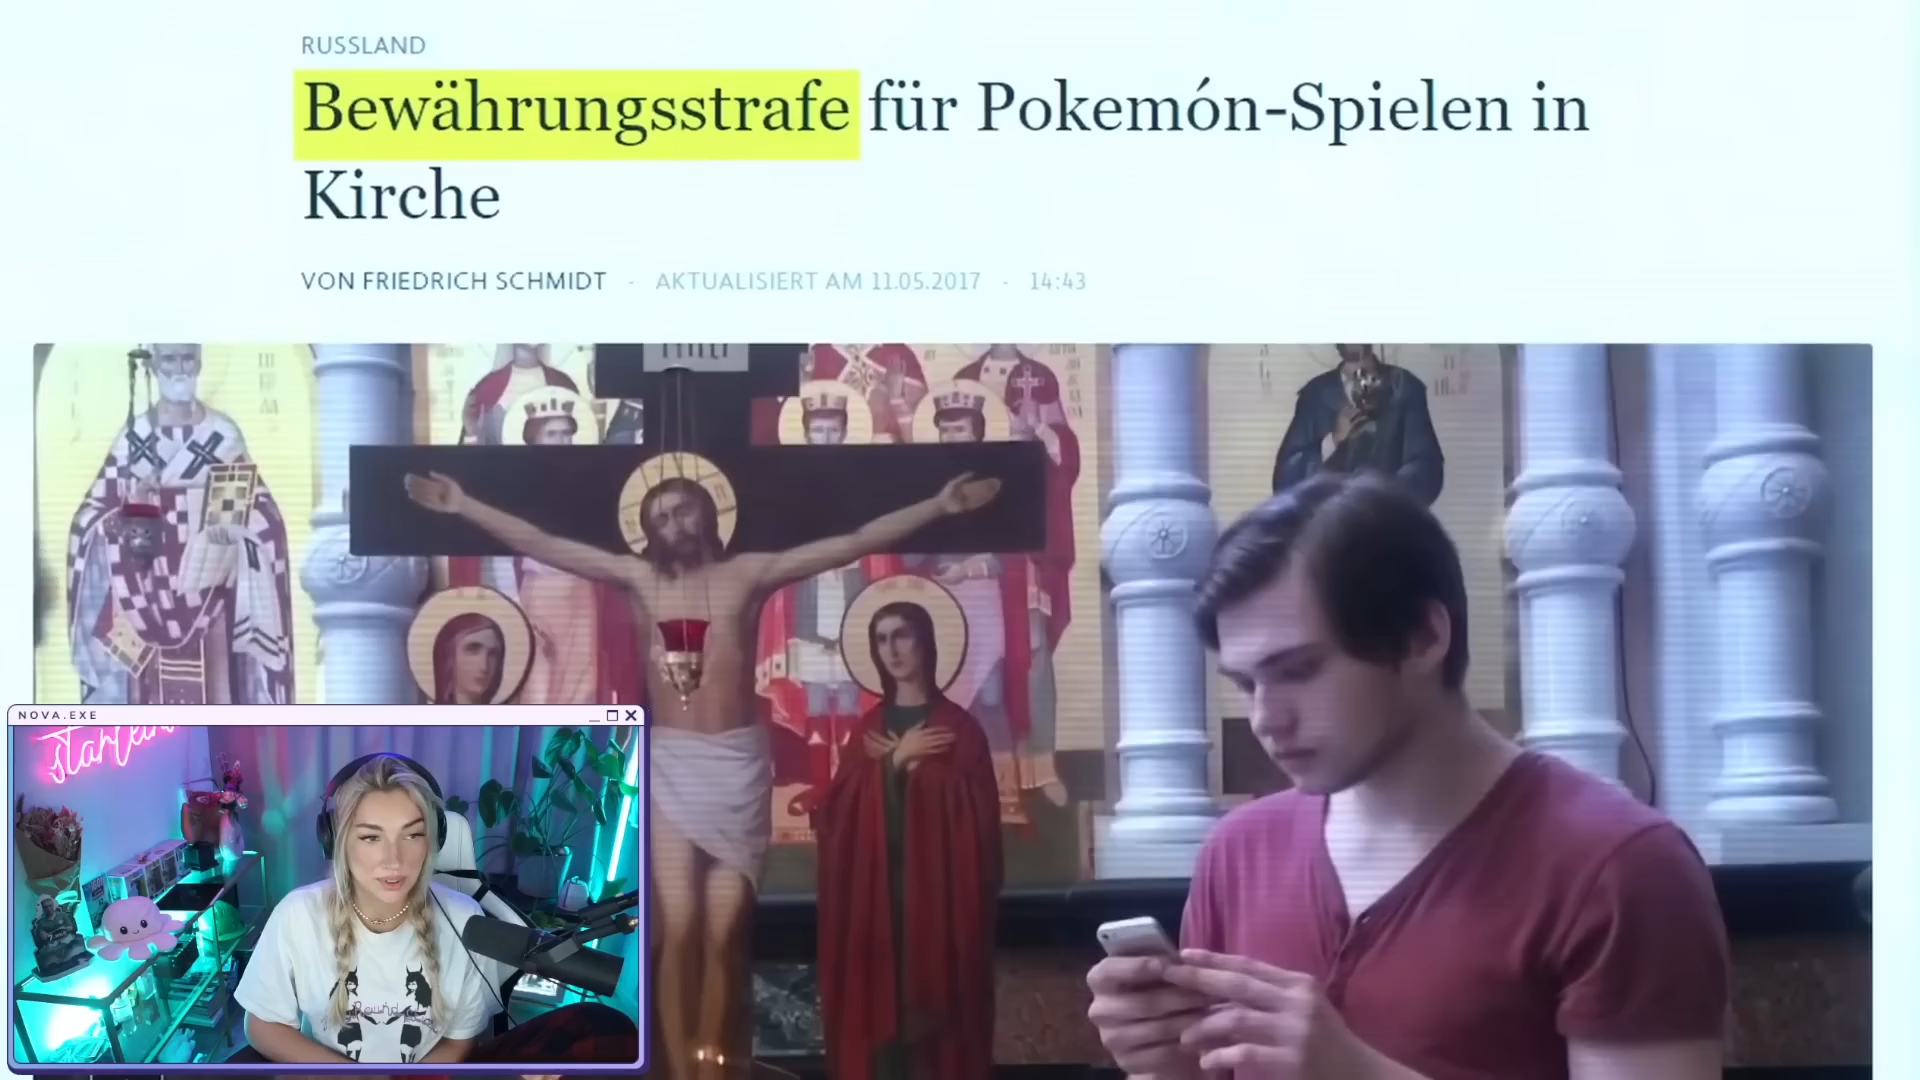 RUSSLAND
Bewährungsstrafe für Pokemón-Spielen in
Kirche
VON FRIEDRICH SCHMIDT - AKTUALISIERT AM 11.05.2017 - 14:43
NOVA.EXE